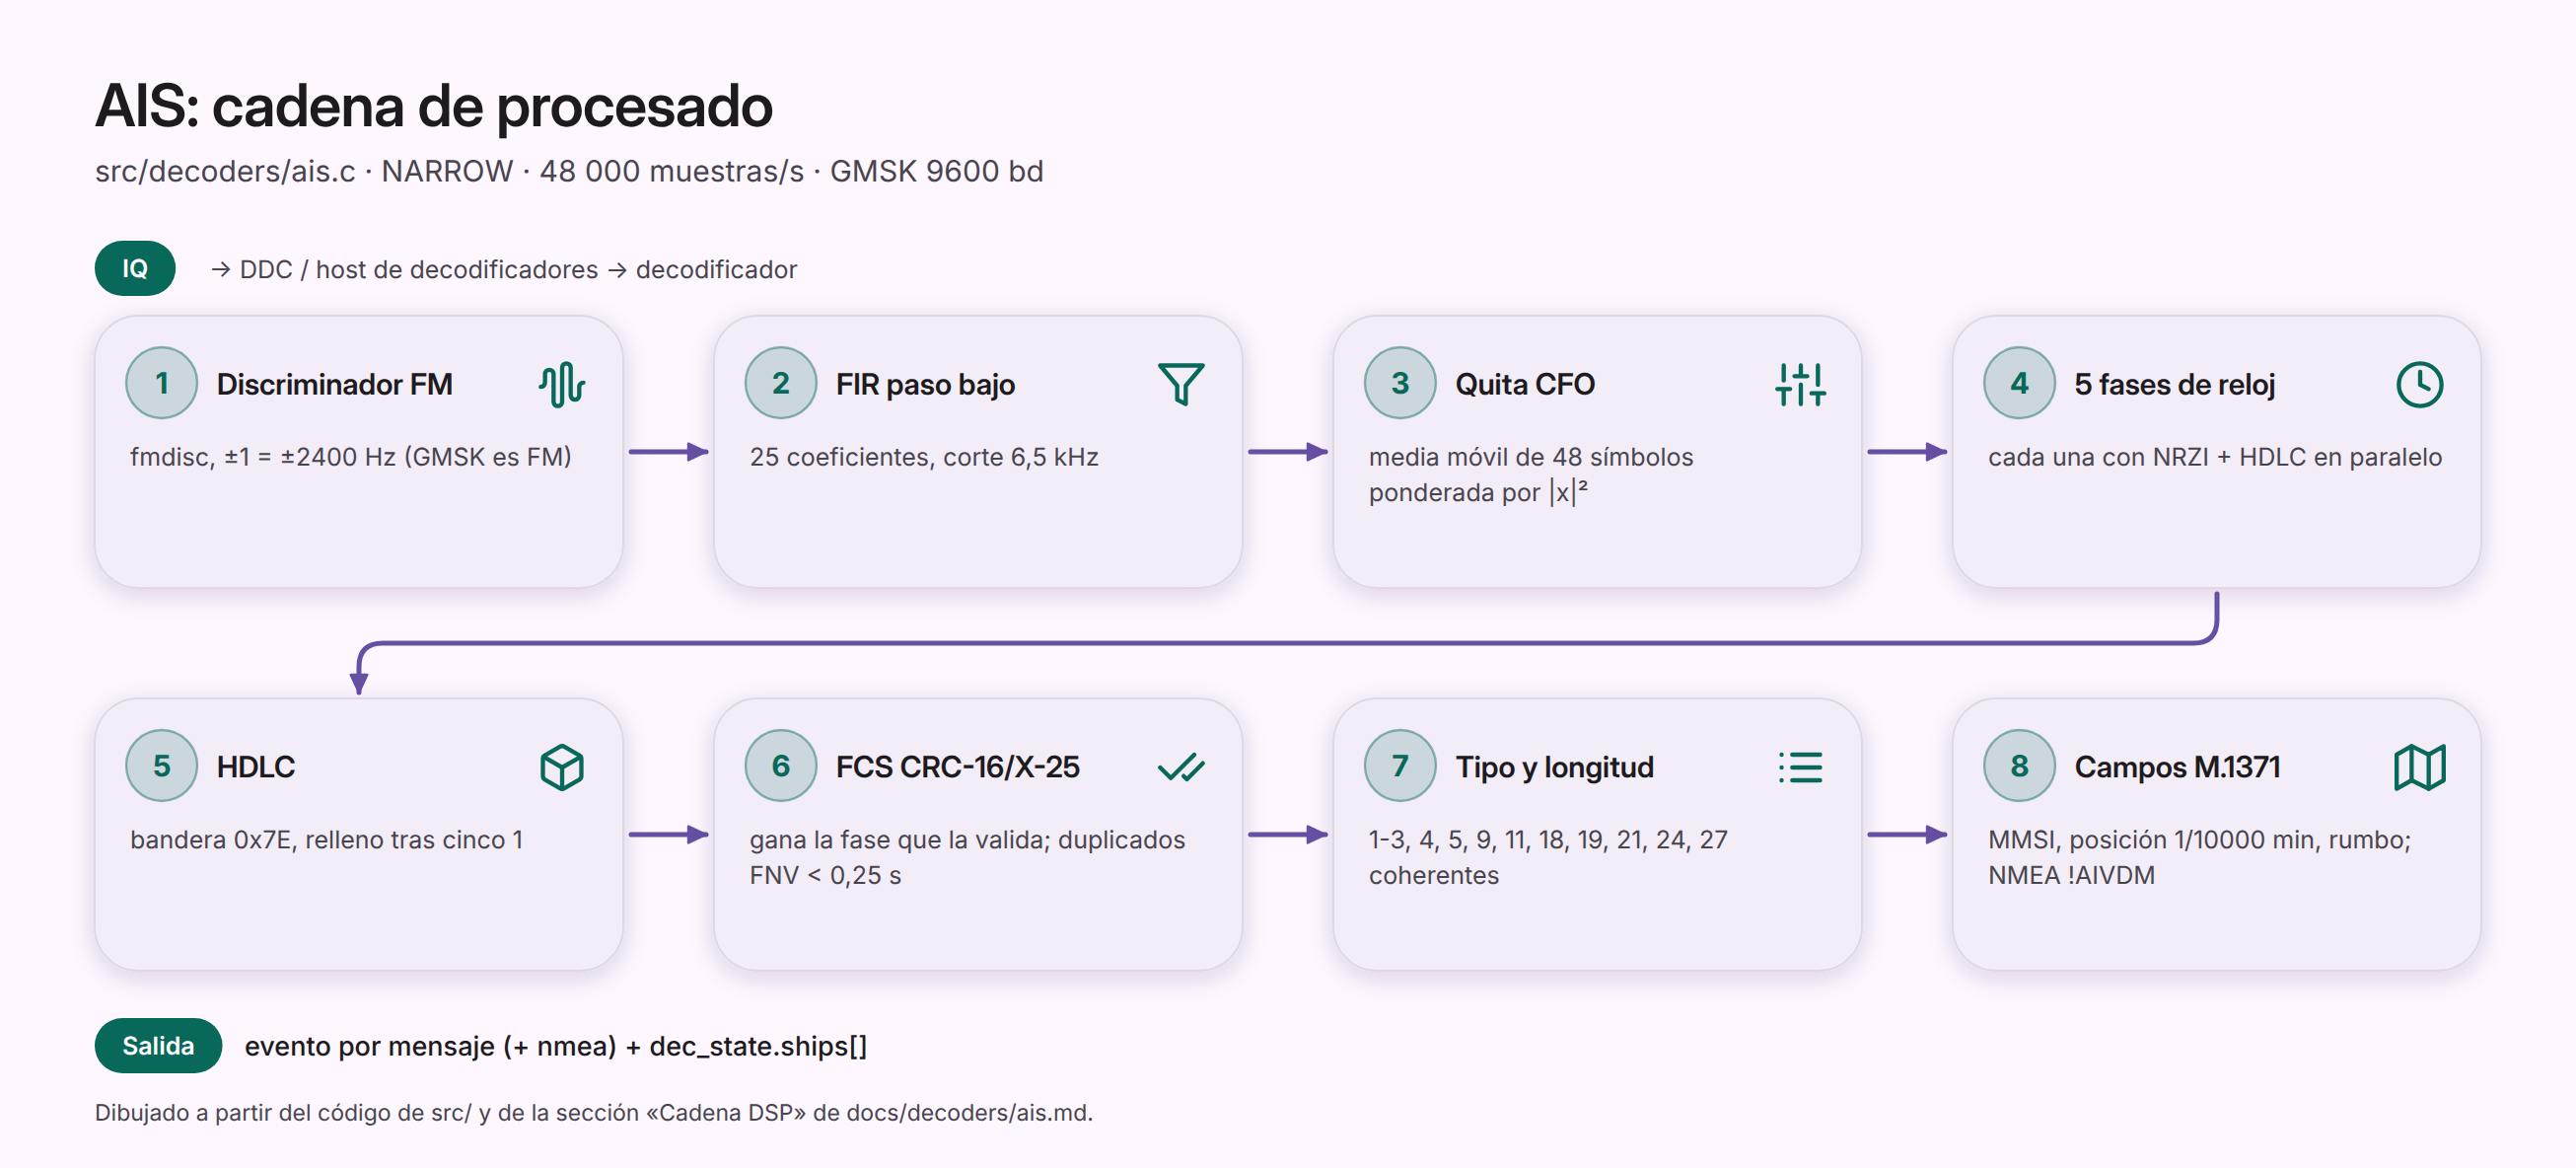 AIS: cadena de procesado
src/decoders/ais.c · NARROW · 48 000 muestras/s · GMSK 9600 bd
IQ → DDC / host de decodificadores → decodificador
1 Discriminador FM
fmdisc, ±1 = ±2400 Hz (GMSK es FM)
2 FIR paso bajo
25 coeficientes, corte 6,5 kHz
3 Quita CFO
media móvil de 48 símbolos
ponderada por |x|²
4 5 fases de reloj
cada una con NRZI + HDLC en paralelo
5 HDLC
bandera 0x7E, relleno tras cinco 1
6 FCS CRC-16/X-25
gana la fase que la valida; duplicados
FNV < 0,25 s
7 Tipo y longitud
1-3, 4, 5, 9, 11, 18, 19, 21, 24, 27
coherentes
8 Campos M.1371
MMSI, posición 1/10000 min, rumbo;
NMEA !AIVDM
Salida evento por mensaje (+ nmea) + dec_state.ships[]
Dibujado a partir del código de src/ y de la sección «Cadena DSP» de docs/decoders/ais.md.